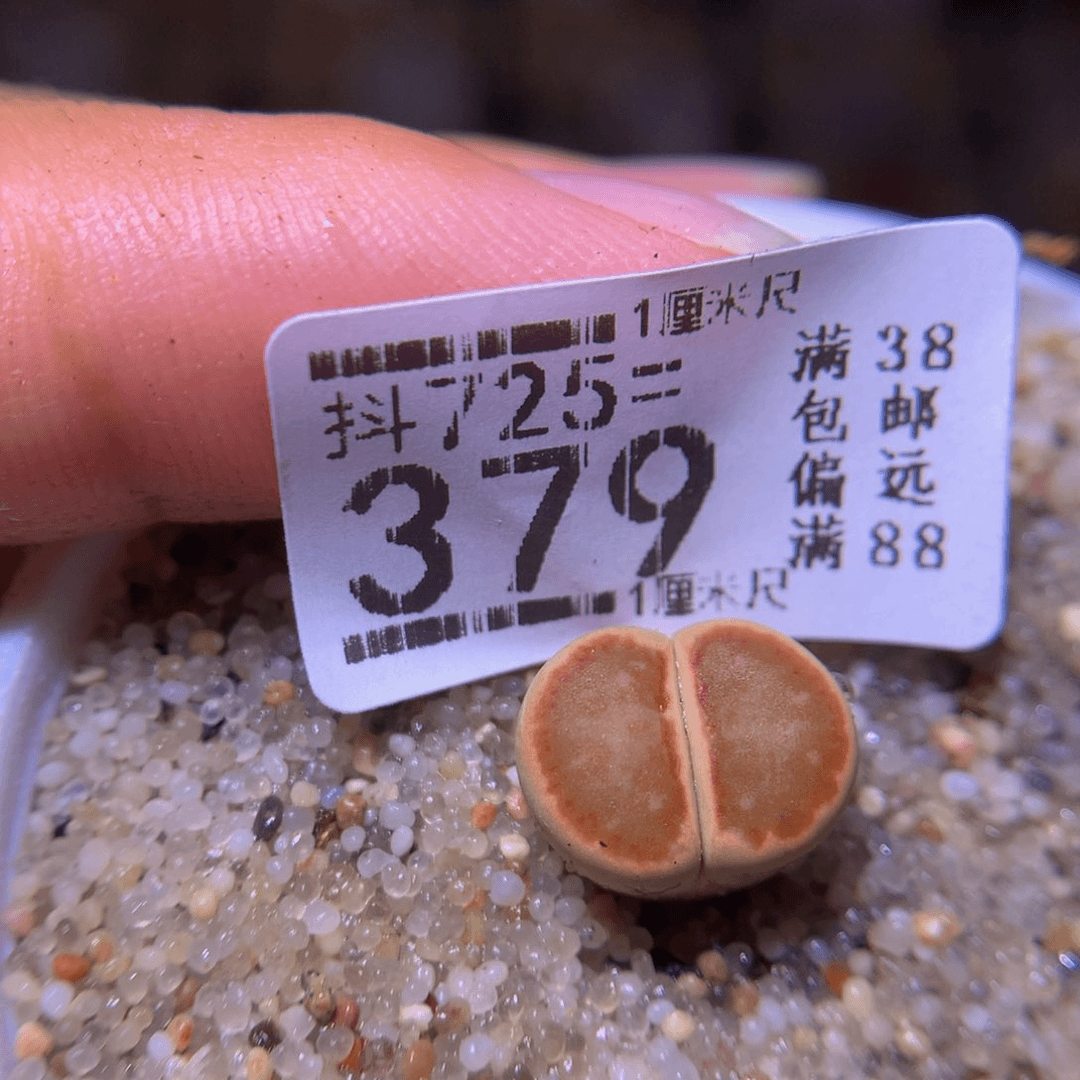 1厘米尺
抖725三
379
1厘米尺
满 38
包 邮
偏 远
满 88